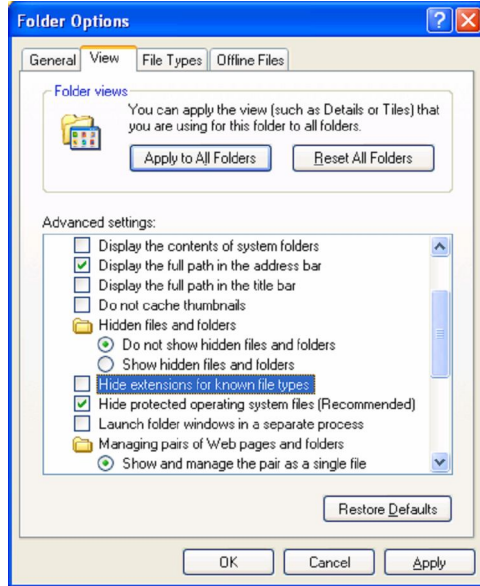 Folder Options
General View File Types Offline Files
Folder views
You can apply the view (such as Details or Tiles) that
you are using for this folder to all folders.
Apply to All Folders Reset All Folders
Advanced settings:
Display the contents of system folders
Display the full path in the address bar
Display the full path in the title bar
Do not cache thumbnails
Hidden files and folders
Do not show hidden files and folders
Show hidden files and folders
Hide extensions for known file types
Hide protected operating system files (Recommended)
Launch folder windows in a separate process
Managing pairs of Web pages and folders
Show and manage the pair as a single file
Restore Defaults
OK Cancel Apply